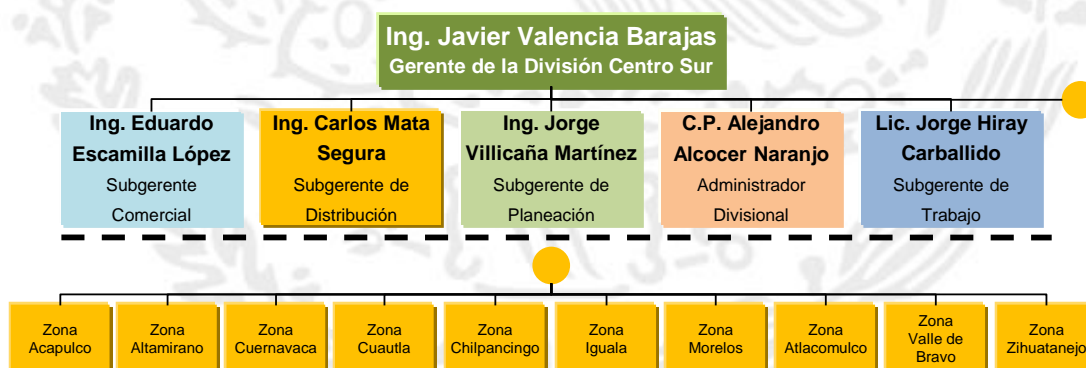 Ing. Javier Valencia Barajas
Gerente de la División Centro Sur
Ing. Eduardo
Escamilla López
Subgerente
Comercial
Ing. Carlos Mata
Segura
Subgerente de
Distribución
Ing. Jorge
Villicaña Martínez
Subgerente de
Planeación
C.P. Alejandro
Alcocer Naranjo
Administrador
Divisional
Lic. Jorge Hiray
Carballido
Subgerente de
Trabajo
Zona
Acapulco
Zona
Altamirano
Zona
Cuernavaca
Zona
Cuautla
Zona
Chilpancingo
Zona
Iguala
Zona
Morelos
Zona
Atlacomulco
Zona
Valle de
Bravo
Zona
Zihuatanejo